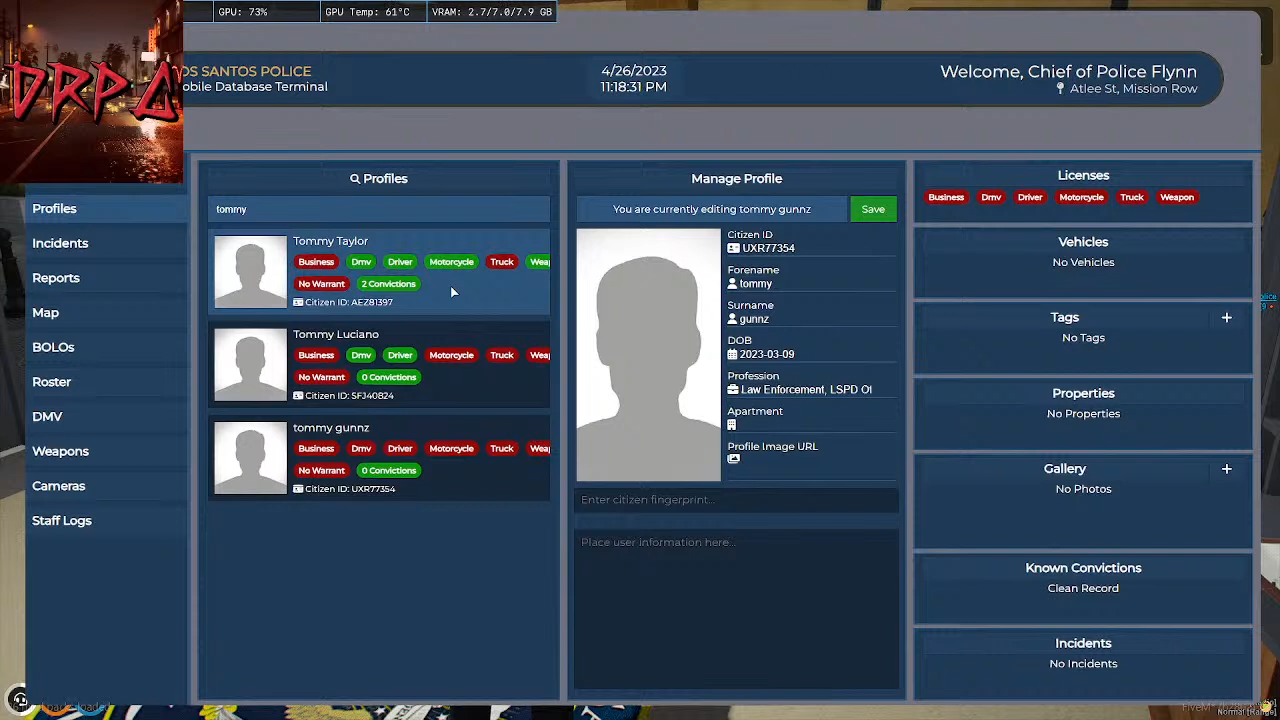 GPU: 73%
GPU Temp: 61°C
VRAM: 2.7/7.0/7.9 GB
DRPA
OS SANTOS POLICE
obile Database Terminal
4/26/2023
11:18:31 PM
Welcome, Chief of Police Flynn
Atlee St, Mission Row
Profiles
Incidents
Reports
Map
BOLOs
Roster
DMV
Weapons
Cameras
Staff Logs
Profiles
tommy
Tommy Taylor
Business Dmv Driver Motorcycle Truck Wea
No Warrant 2 Convictions
Citizen ID: AEZ81397
Tommy Luciano
Business Dmv Driver Motorcycle Truck Wea
No Warrant 0 Convictions
Citizen ID: SFJ40824
tommy gunnz
Business Dmv Driver Motorcycle Truck Wea
No Warrant 0 Convictions
Citizen ID: UXR77354
Manage Profile
You are currently editing tommy gunnz
Save
Citizen ID
UXR77354
Forename
tommy
Surname
gunnz
DOB
2023-03-09
Profession
Law Enforcement, LSPD Of
Apartment
Profile Image URL
Enter citizen fingerprint...
Place user information here...
Licenses
Business Dmv Driver Motorcycle Truck Weapon
Vehicles
No Vehicles
Tags +
No Tags
Properties
No Properties
Gallery +
No Photos
Known Convictions
Clean Record
Incidents
No Incidents
Normal [Range]